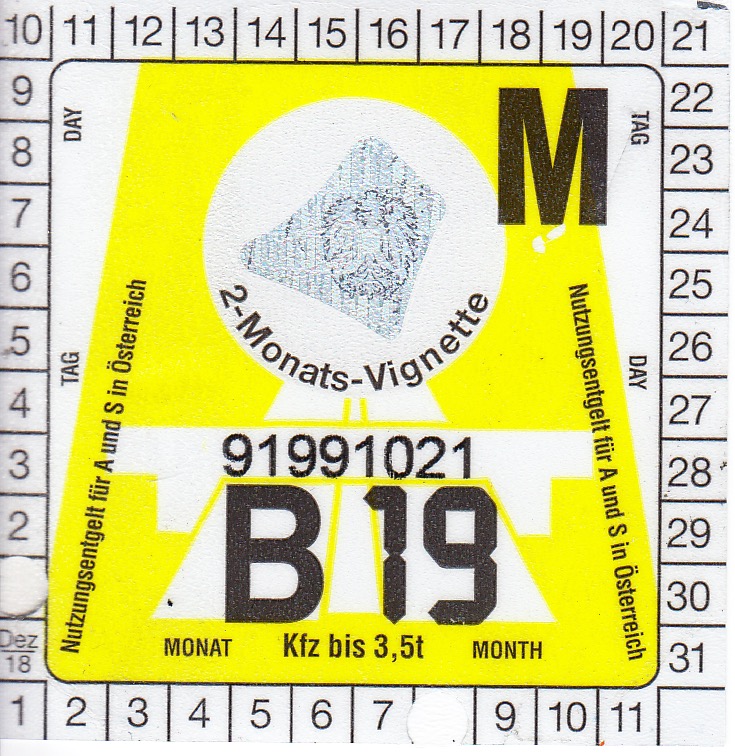 10 11 12 13 14 15 16 17 18 19 20 21
9 22
DAY M TAG
8 23
7 24
6 25
2-Monats-Vignette
5 26
TAG DAY
4 27
Nutzungsentgelt für A und S in Österreich
Nutzungsentgelt für A und S in Österreich
91991021
3 28
B 19
2 29
30
MONAT Kfz bis 3,5t MONTH
Dez 31
18
1 2 3 4 5 6 7 9 10 11